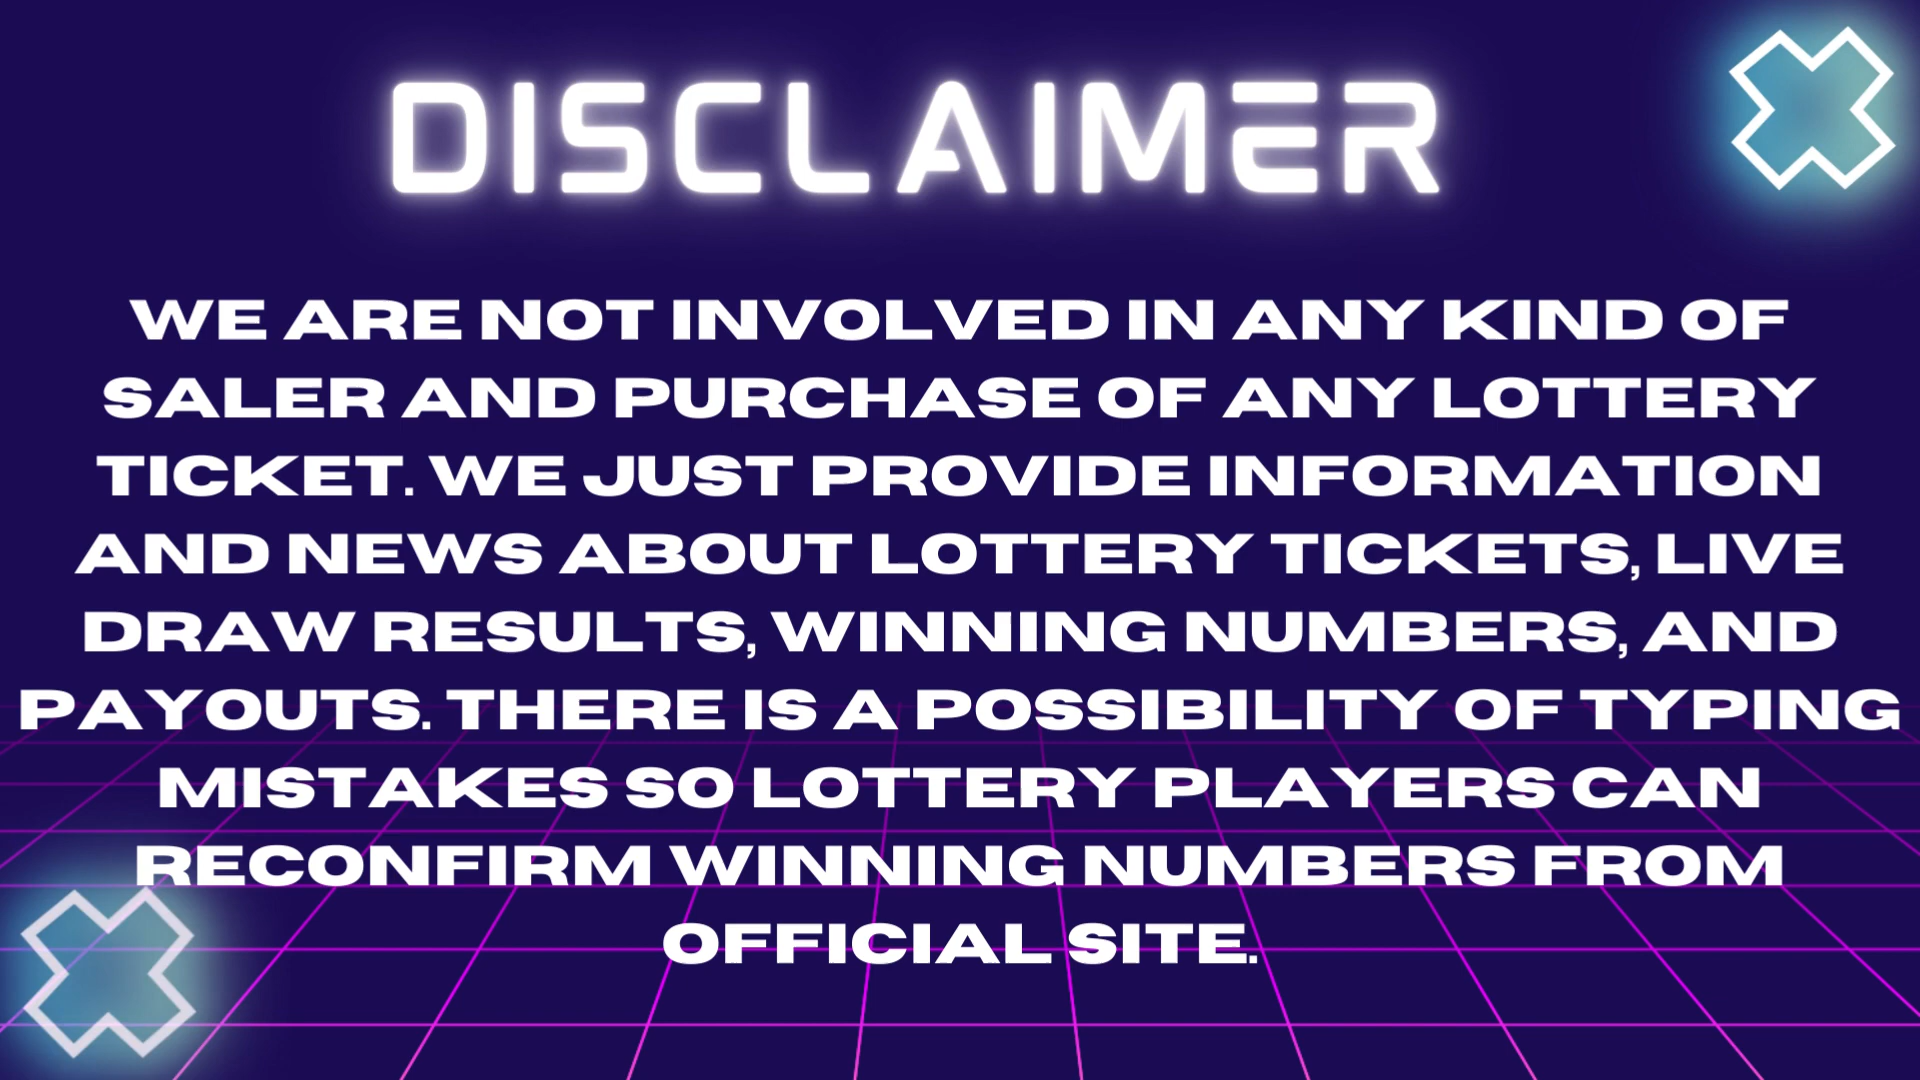 DISCLAIMER
WE ARE NOT INVOLVED IN ANY KIND OF
SALER AND PURCHASE OF ANY LOTTERY
TICKET. WE JUST PROVIDE INFORMATION
AND NEWS ABOUT LOTTERY TICKETS, LIVE
DRAW RESULTS, WINNING NUMBERS, AND
PAYOUTS. THERE IS A POSSIBILITY OF TYPING
MISTAKES SO LOTTERY PLAYERS CAN
RECONFIRM WINNING NUMBERS FROM
OFFICIAL SITE.